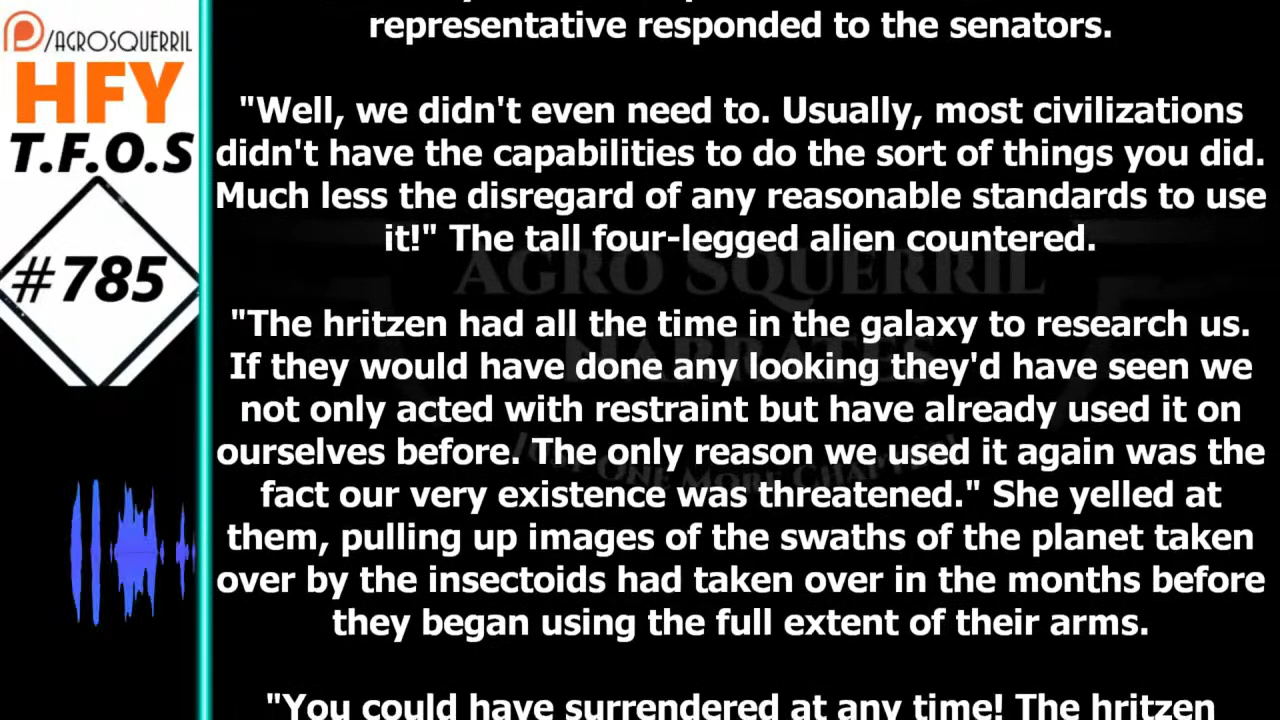 /AGROSQUERRIL
HFY
T.F.O.S
#785
representative responded to the senators.
"Well, we didn't even need to. Usually, most civilizations
didn't have the capabilities to do the sort of things you did.
Much less the disregard of any reasonable standards to use
it!" The tall four-legged alien countered.
"The hritzen had all the time in the galaxy to research us.
If they would have done any looking they'd have seen we
not only acted with restraint but have already used it on
ourselves before. The only reason we used it again was the
fact our very existence was threatened." She yelled at
them, pulling up images of the swaths of the planet taken
over by the insectoids had taken over in the months before
they began using the full extent of their arms.
"You could have surrendered at any time! The hritzen
AGRO SQUERRIL
NARRATES
JUST ONE MORE CHAPTER!